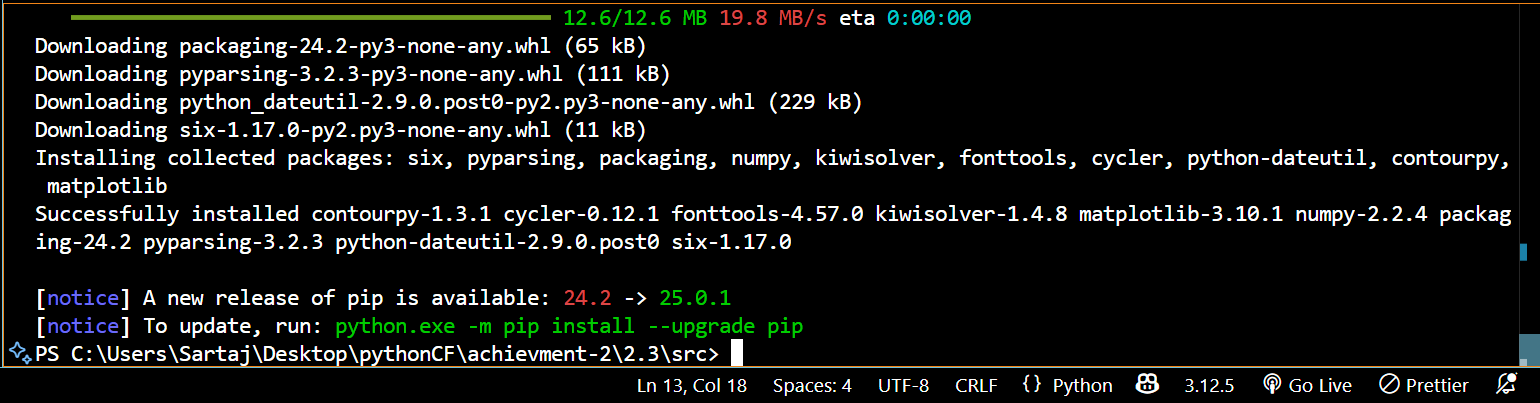 12.6/12.6 MB 19.8 MB/s eta 0:00:00
Downloading packaging-24.2-py3-none-any.whl (65 kB)
Downloading pyparsing-3.2.3-py3-none-any.whl (111 kB)
Downloading python_dateutil-2.9.0.post0-py2.py3-none-any.whl (229 kB)
Downloading six-1.17.0-py2.py3-none-any.whl (11 kB)
Installing collected packages: six, pyparsing, packaging, numpy, kiwisolver, fonttools, cycler, python-dateutil, contourpy,
 matplotlib
Successfully installed contourpy-1.3.1 cycler-0.12.1 fonttools-4.57.0 kiwisolver-1.4.8 matplotlib-3.10.1 numpy-2.2.4 packag
ing-24.2 pyparsing-3.2.3 python-dateutil-2.9.0.post0 six-1.17.0
[notice] A new release of pip is available: 24.2 -> 25.0.1
[notice] To update, run: python.exe -m pip install --upgrade pip
PS C:\Users\Sartaj\Desktop\pythonCF\achievment-2\2.3\src>
Ln 13, Col 18 Spaces: 4 UTF-8 CRLF {} Python 3.12.5 Go Live Prettier